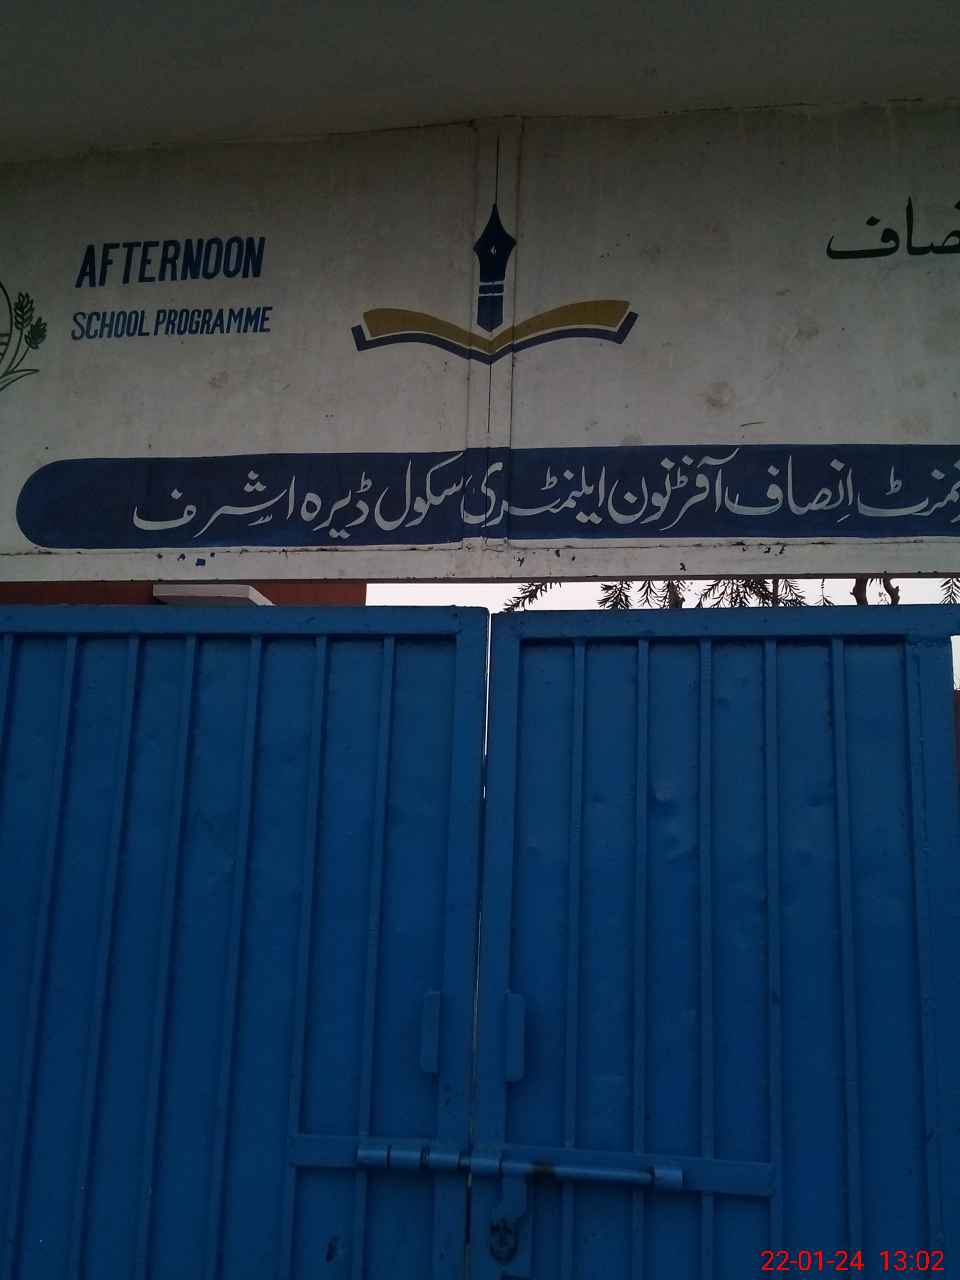 AFTERNOON
SCHOOL PROGRAMME
انصاف آفٹرنون ایلیمنٹری سکول ڈیرہ اشرف
22-01-24 13:02